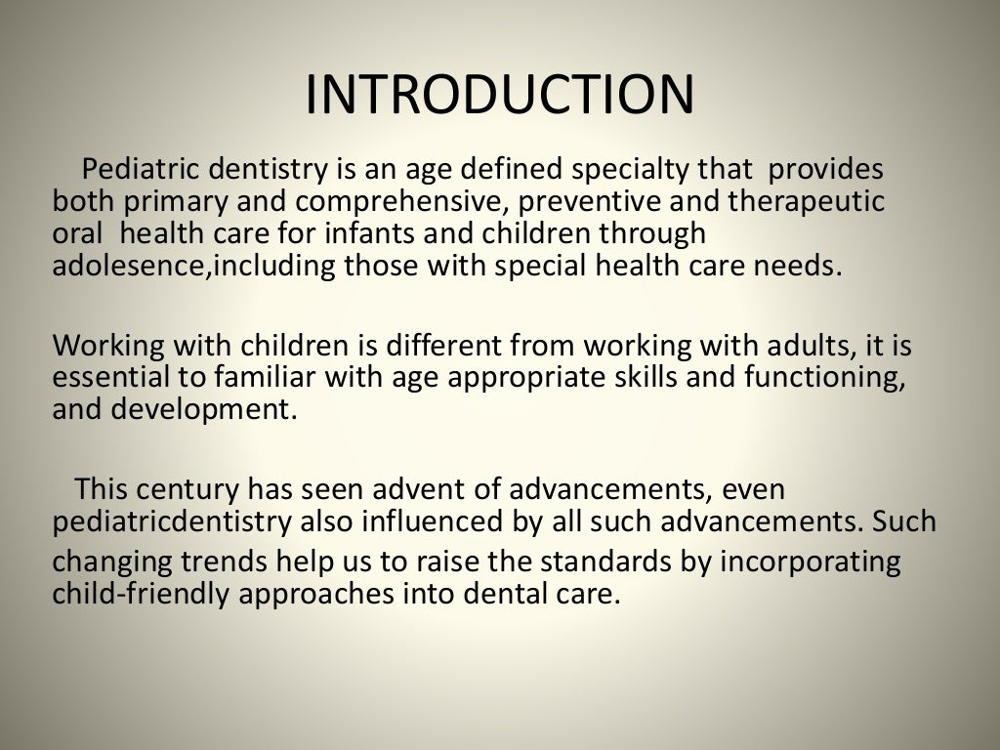 INTRODUCTION
Pediatric dentistry is an age defined specialty that  provides
both primary and comprehensive, preventive and therapeutic
oral  health care for infants and children through
adolesence,including those with special health care needs.
Working with children is different from working with adults, it is
essential to familiar with age appropriate skills and functioning,
and development.
This century has seen advent of advancements, even
pediatricdentistry also influenced by all such advancements. Such
changing trends help us to raise the standards by incorporating
child-friendly approaches into dental care.